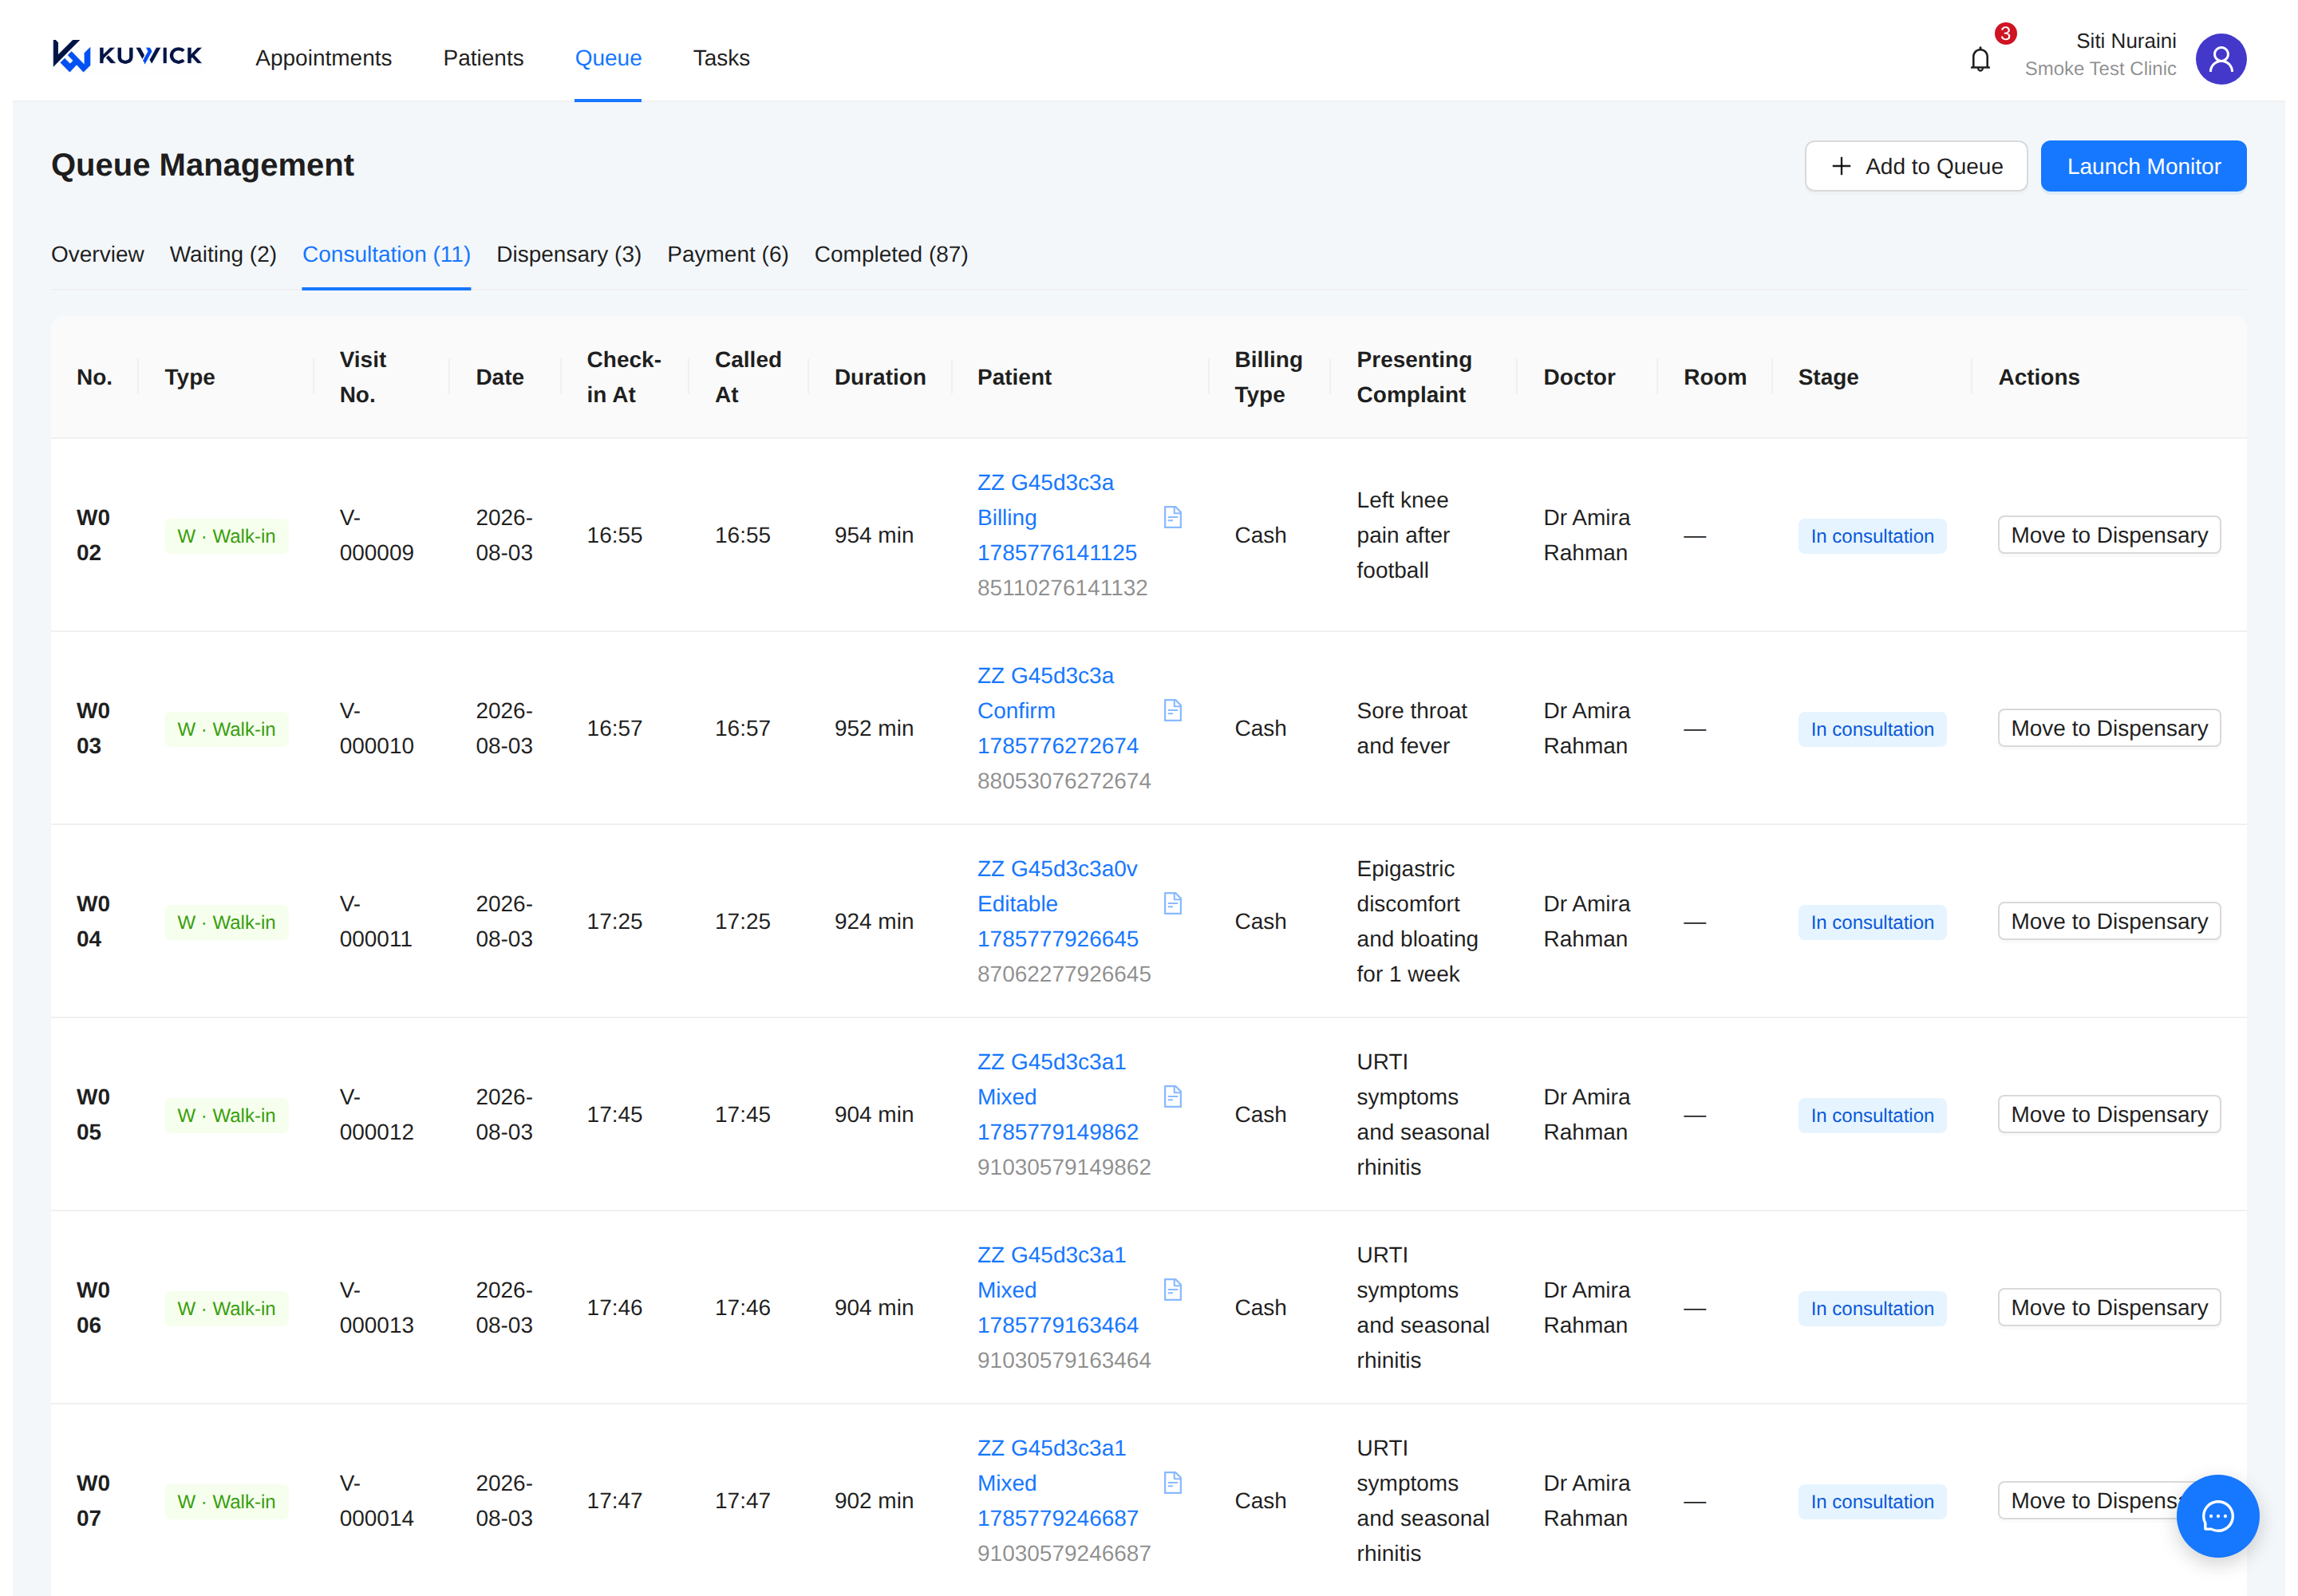 KUWICK
Appointments
Patients
Queue
Tasks
3
Siti Nuraini
Smoke Test Clinic
Queue Management
Add to Queue
Launch Monitor
Overview
Waiting (2)
Consultation (11)
Dispensary (3)
Payment (6)
Completed (87)
No.
Type
Visit
No.
Date
Check-
in At
Called
At
Duration
Patient
Billing
Type
Presenting
Complaint
Doctor
Room
Stage
Actions
W0
02
W · Walk-in
V-
000009
2026-
08-03
16:55
16:55
954 min
ZZ G45d3c3a
Billing
1785776141125
85110276141132
Cash
Left knee
pain after
football
Dr Amira
Rahman
—
In consultation
Move to Dispensary
W0
03
W · Walk-in
V-
000010
2026-
08-03
16:57
16:57
952 min
ZZ G45d3c3a
Confirm
1785776272674
88053076272674
Cash
Sore throat
and fever
Dr Amira
Rahman
—
In consultation
Move to Dispensary
W0
04
W · Walk-in
V-
000011
2026-
08-03
17:25
17:25
924 min
ZZ G45d3c3a0v
Editable
1785777926645
87062277926645
Cash
Epigastric
discomfort
and bloating
for 1 week
Dr Amira
Rahman
—
In consultation
Move to Dispensary
W0
05
W · Walk-in
V-
000012
2026-
08-03
17:45
17:45
904 min
ZZ G45d3c3a1
Mixed
1785779149862
91030579149862
Cash
URTI
symptoms
and seasonal
rhinitis
Dr Amira
Rahman
—
In consultation
Move to Dispensary
W0
06
W · Walk-in
V-
000013
2026-
08-03
17:46
17:46
904 min
ZZ G45d3c3a1
Mixed
1785779163464
91030579163464
Cash
URTI
symptoms
and seasonal
rhinitis
Dr Amira
Rahman
—
In consultation
Move to Dispensary
W0
07
W · Walk-in
V-
000014
2026-
08-03
17:47
17:47
902 min
ZZ G45d3c3a1
Mixed
1785779246687
91030579246687
Cash
URTI
symptoms
and seasonal
rhinitis
Dr Amira
Rahman
—
In consultation
Move to